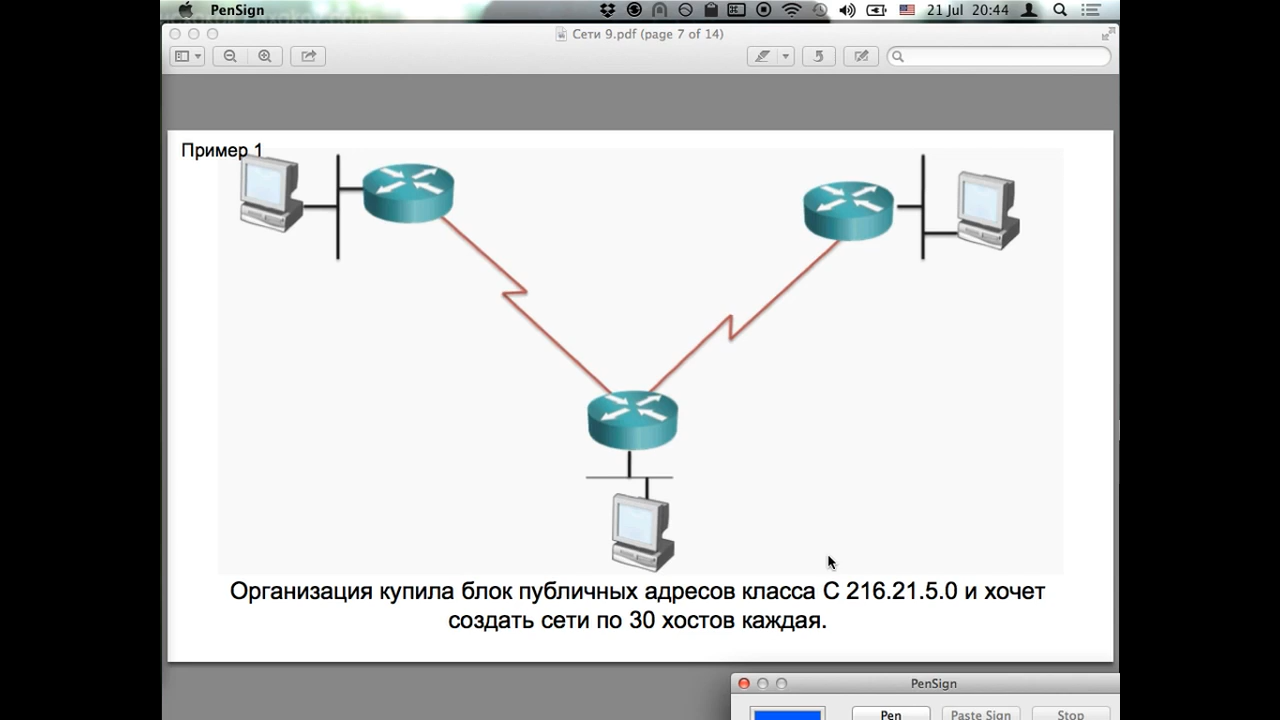 PenSign
21 Jul 20:44
Сети 9.pdf (page 7 of 14)
Пример 1
Организация купила блок публичных адресов класса С 216.21.5.0 и хочет
создать сети по 30 хостов каждая.
PenSign
Pen
Paste Sign
Stop